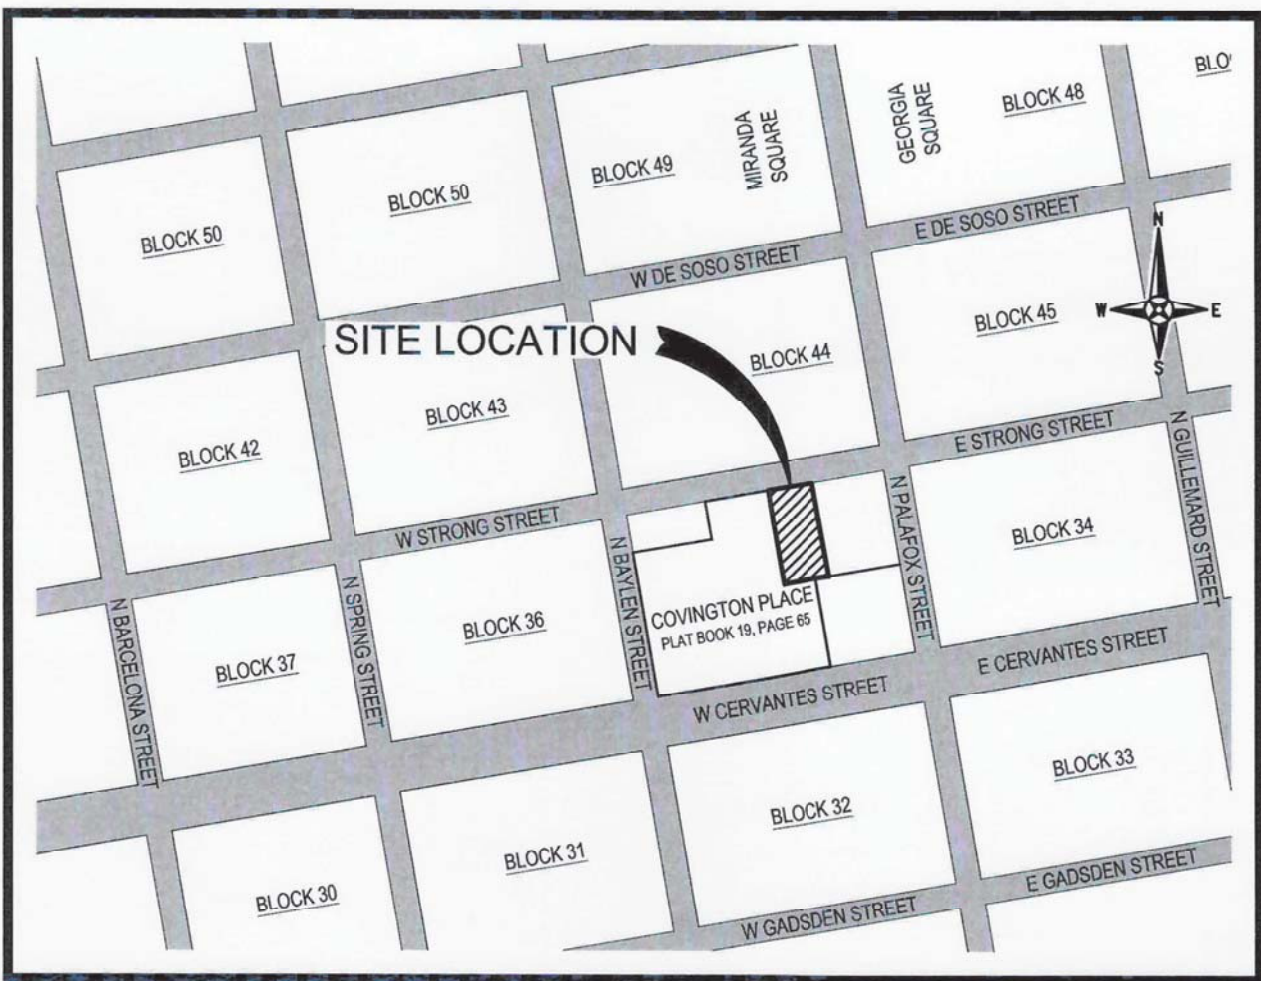 BLO
BLOCK 48
GEORGIA
SQUARE
MIRANDA
SQUARE
BLOCK 49
BLOCK 50
BLOCK 50
E DE SOSO STREET
W DE SOSO STREET
N
W
E
S
BLOCK 45
SITE LOCATION
BLOCK 44
BLOCK 43
BLOCK 42
E STRONG STREET
W STRONG STREET
N GUILLEMARD STREET
N PALAFOX STREET
N BAYLEN STREET
N SPRING STREET
N BARCELONA STREET
BLOCK 34
COVINGTON PLACE
PLAT BOOK 19, PAGE 65
BLOCK 36
BLOCK 37
E CERVANTES STREET
W CERVANTES STREET
BLOCK 33
BLOCK 32
BLOCK 31
BLOCK 30
E GADSDEN STREET
W GADSDEN STREET